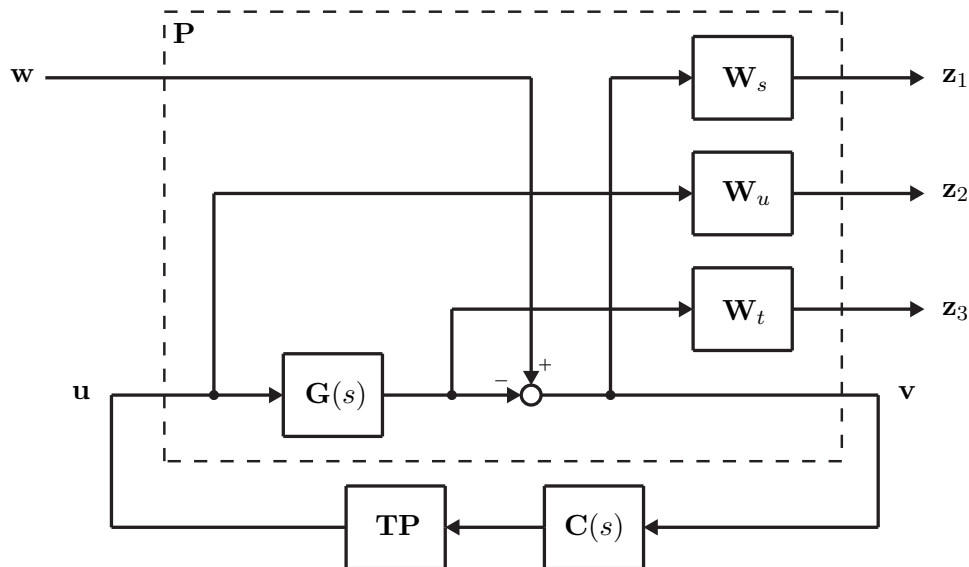 P
w
W_s
z_1
W_u
z_2
W_t
z_3
u
G(s)
−
+
v
TP
C(s)